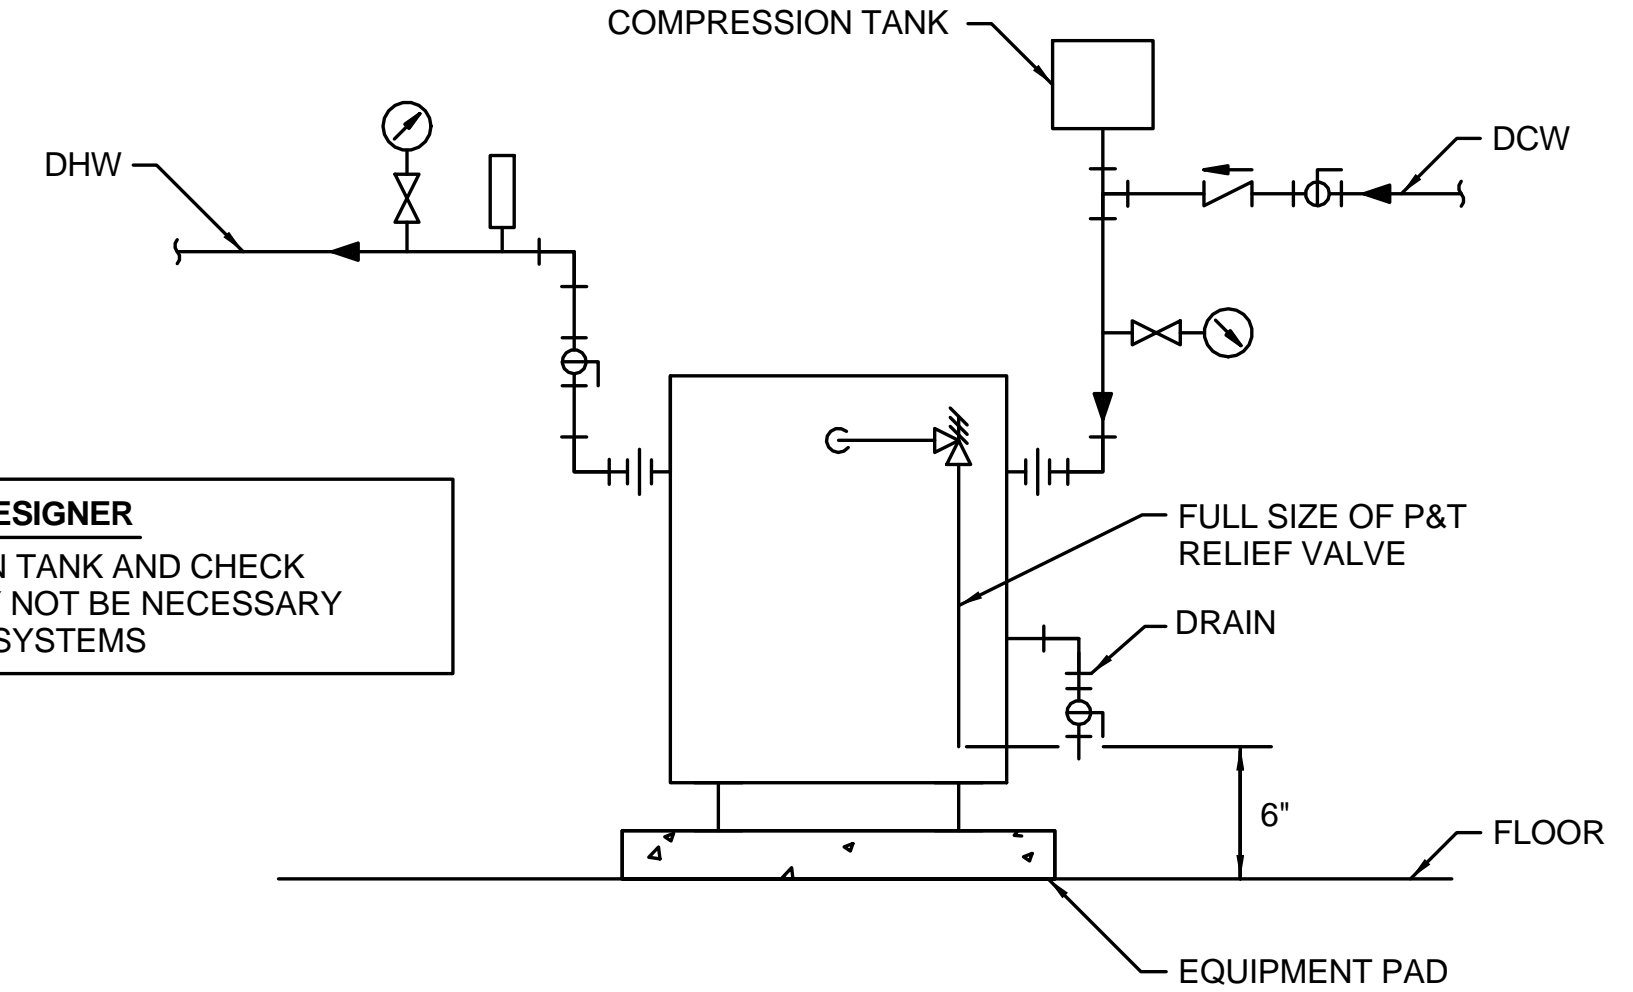 COMPRESSION TANK
DCW
DHW
ESIGNER
N TANK AND CHECK
NOT BE NECESSARY
SYSTEMS
FULL SIZE OF P&T
RELIEF VALVE
DRAIN
6"
FLOOR
EQUIPMENT PAD